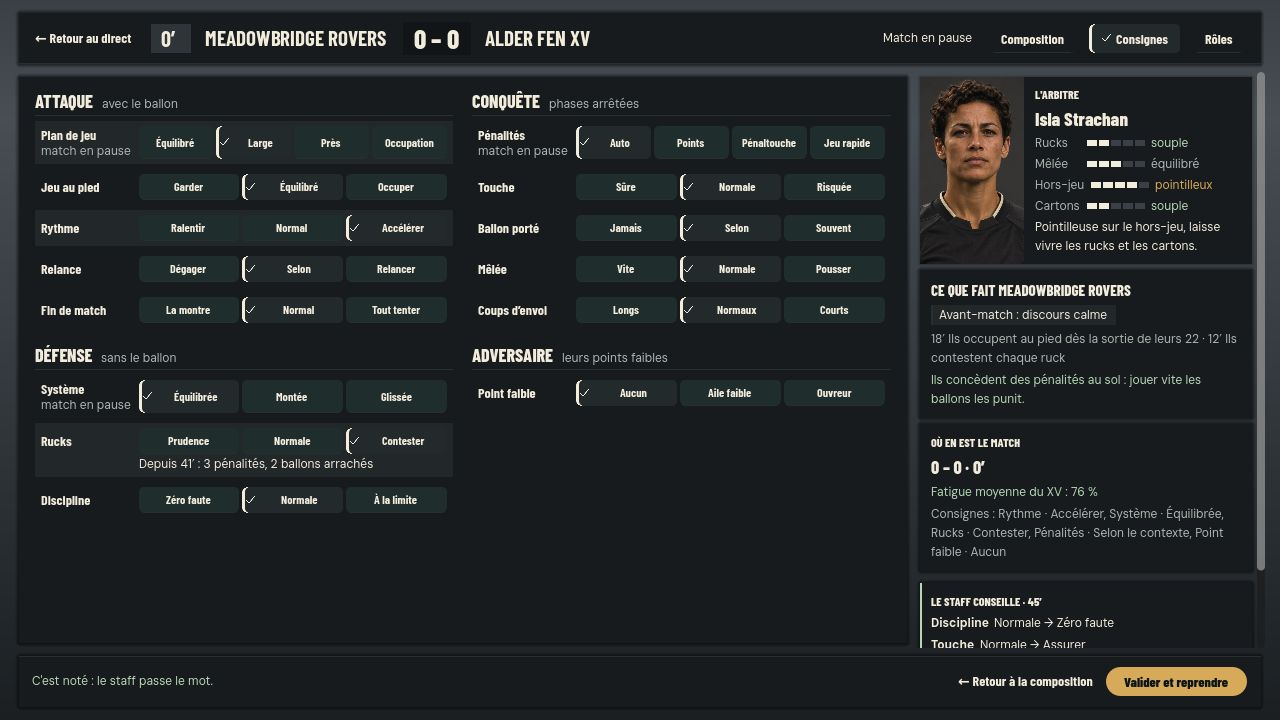 ← Retour au direct
0’
MEADOWBRIDGE ROVERS
0 – 0
ALDER FEN XV
Match en pause
Composition
✓ Consignes
Rôles
ATTAQUE avec le ballon
Plan de jeu
match en pause
Équilibré
✓ Large
Près
Occupation
Jeu au pied
Garder
✓ Équilibré
Occuper
Rythme
Ralentir
Normal
✓ Accélérer
Relance
Dégager
✓ Selon
Relancer
Fin de match
La montre
✓ Normal
Tout tenter
DÉFENSE sans le ballon
Système
match en pause
✓ Équilibrée
Montée
Glissée
Rucks
Prudence
Normale
✓ Contester
Depuis 41’ : 3 pénalités, 2 ballons arrachés
Discipline
Zéro faute
✓ Normale
À la limite
CONQUÊTE phases arrêtées
Pénalités
match en pause
✓ Auto
Points
Pénaltouche
Jeu rapide
Touche
Sûre
✓ Normale
Risquée
Ballon porté
Jamais
✓ Selon
Souvent
Mêlée
Vite
✓ Normale
Pousser
Coups d’envoi
Longs
✓ Normaux
Courts
ADVERSAIRE leurs points faibles
Point faible
✓ Aucun
Aile faible
Ouvreur
L'ARBITRE
Isla Strachan
Rucks souple
Mêlée équilibré
Hors-jeu pointilleux
Cartons souple
Pointilleuse sur le hors-jeu, laisse
vivre les rucks et les cartons.
CE QUE FAIT MEADOWBRIDGE ROVERS
Avant-match : discours calme
18’ Ils occupent au pied dès la sortie de leurs 22 · 12’ Ils
contestent chaque ruck
Ils concèdent des pénalités au sol : jouer vite les
ballons les punit.
OÙ EN EST LE MATCH
0 – 0 · 0’
Fatigue moyenne du XV : 76 %
Consignes : Rythme · Accélérer, Système · Équilibrée,
Rucks · Contester, Pénalités · Selon le contexte, Point
faible · Aucun
LE STAFF CONSEILLE · 45’
Discipline Normale → Zéro faute
Touche Normale → Assurer
C'est noté : le staff passe le mot.
← Retour à la composition
Valider et reprendre